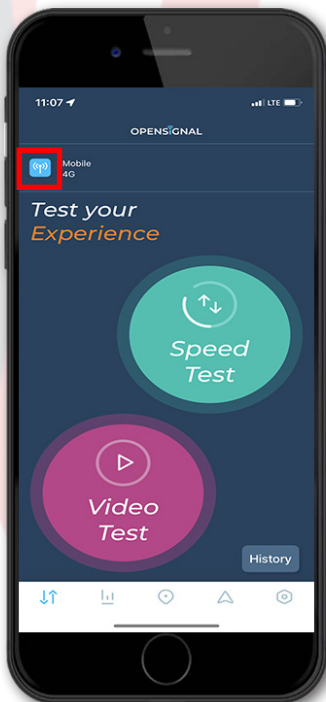 11:07
LTE
OPENSIGNAL
Mobile
4G
Test your
Experience
Speed
Test
Video
Test
History